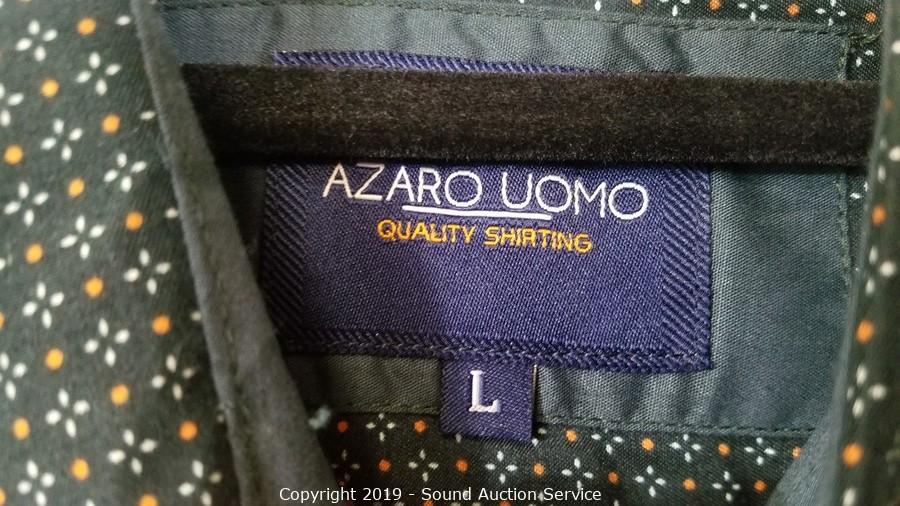 AZARO UOMO
QUALITY SHIRTING
L
Copyright 2019 - Sound Auction Service